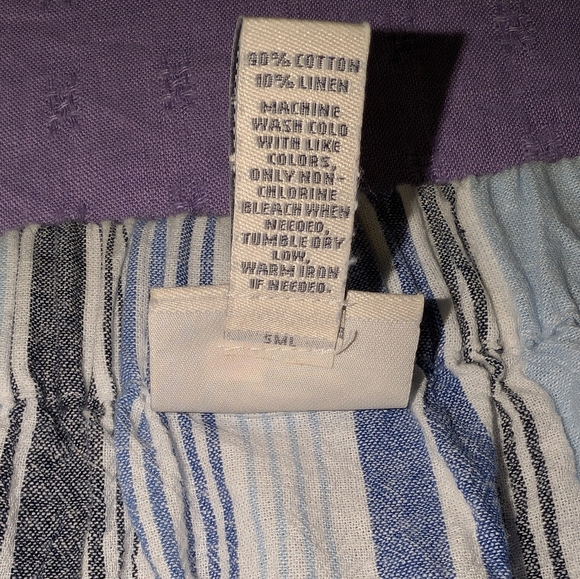 90% COTTON
10% LINEN
MACHINE
WASH COLD
WITH LIKE
COLORS,
ONLY NON-
CHLORINE
BLEACH WHEN
NEEDED,
TUMBLE DRY
LOW,
WARM IRON
IF NEEDED.
SML